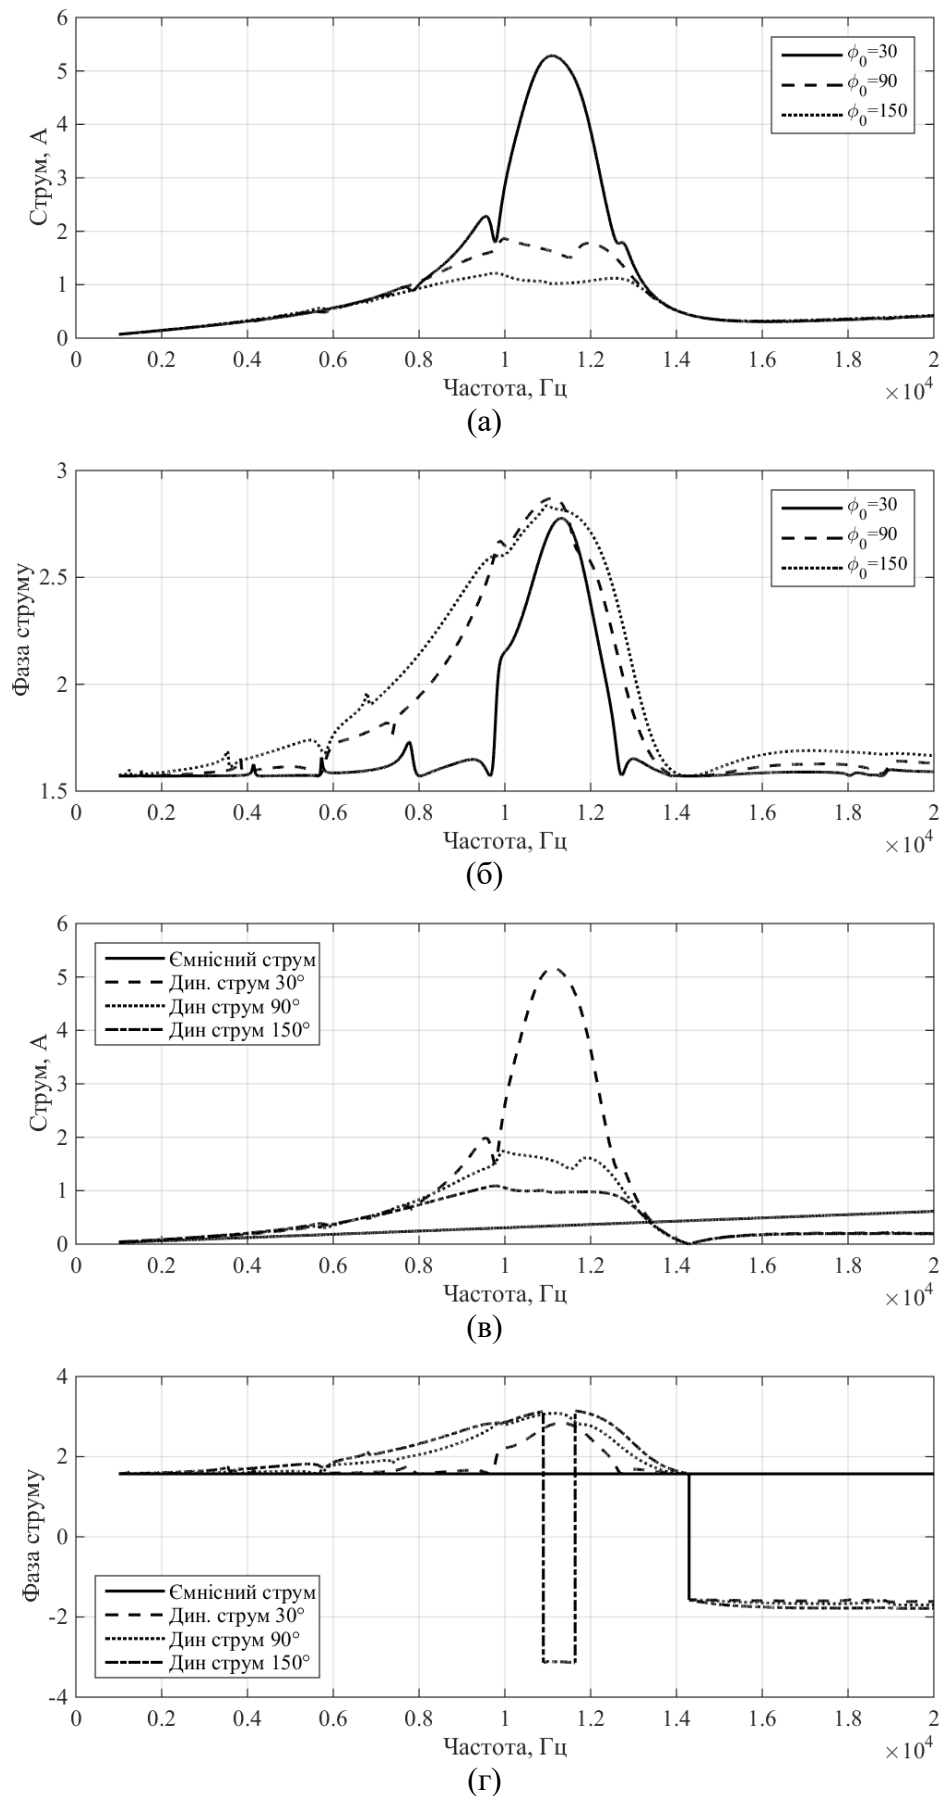 6
5
4
3
2
1
0
Струм, А
ϕ0=30
ϕ0=90
ϕ0=150
0 0.2 0.4 0.6 0.8 1 1.2 1.4 1.6 1.8 2
Частота, Гц
×10^4
(а)
3
2.5
2
1.5
Фаза струму
ϕ0=30
ϕ0=90
ϕ0=150
0 0.2 0.4 0.6 0.8 1 1.2 1.4 1.6 1.8 2
Частота, Гц
×10^4
(б)
6
5
4
3
2
1
0
Струм, А
Ємнісний струм
Дин. струм 30°
Дин струм 90°
Дин струм 150°
0 0.2 0.4 0.6 0.8 1 1.2 1.4 1.6 1.8 2
Частота, Гц
×10^4
(в)
4
2
0
-2
-4
Фаза струму
Ємнісний струм
Дин. струм 30°
Дин струм 90°
Дин струм 150°
0 0.2 0.4 0.6 0.8 1 1.2 1.4 1.6 1.8 2
Частота, Гц
×10^4
(г)